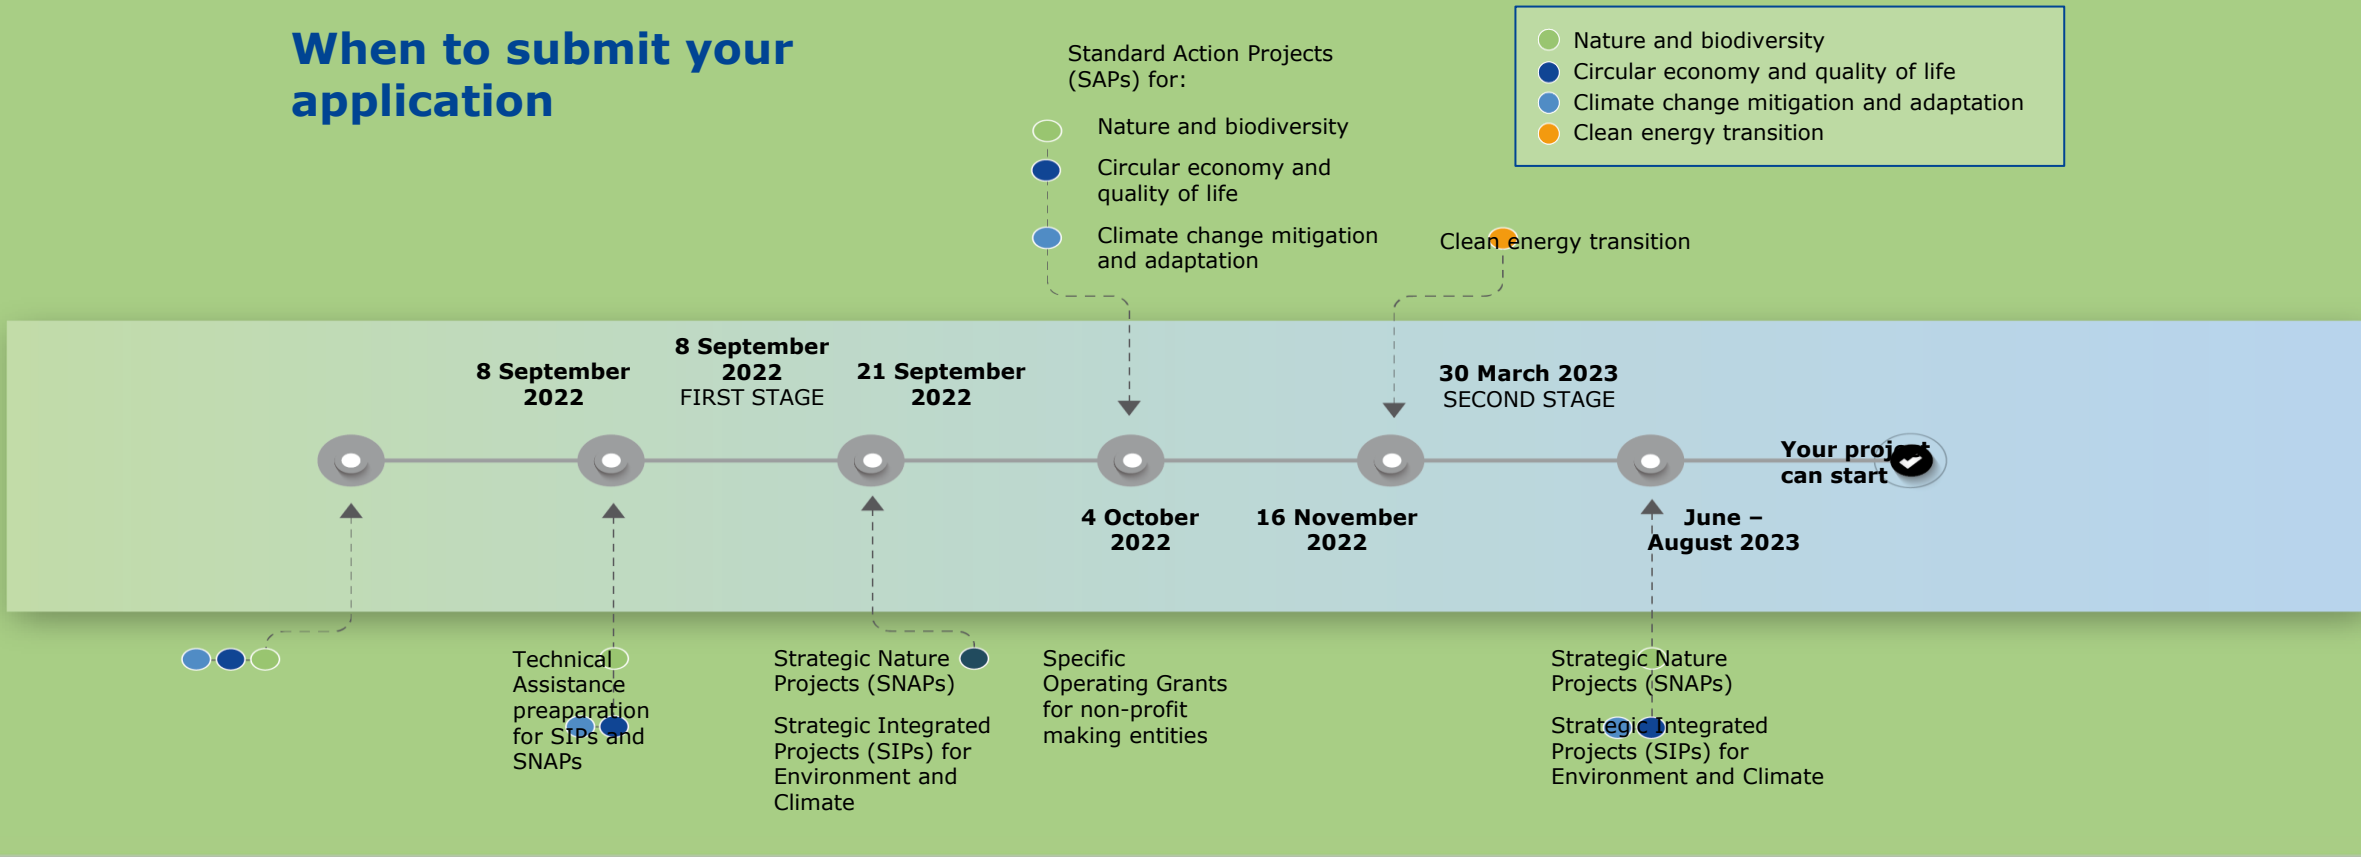 When to submit your
application
Standard Action Projects
(SAPs) for:
Nature and biodiversity
Circular economy and
quality of life
Climate change mitigation
and adaptation
Nature and biodiversity
Circular economy and quality of life
Climate change mitigation and adaptation
Clean energy transition
Clean energy transition
8 September
2022
8 September
2022
FIRST STAGE
21 September
2022
30 March 2023
SECOND STAGE
Your project
can start
4 October
2022
16 November
2022
June –
August 2023
Technical
Assistance
preaparation
for SIPs and
SNAPs
Strategic Nature
Projects (SNAPs)
Strategic Integrated
Projects (SIPs) for
Environment and
Climate
Specific
Operating Grants
for non-profit
making entities
Strategic Nature
Projects (SNAPs)
Strategic Integrated
Projects (SIPs) for
Environment and Climate